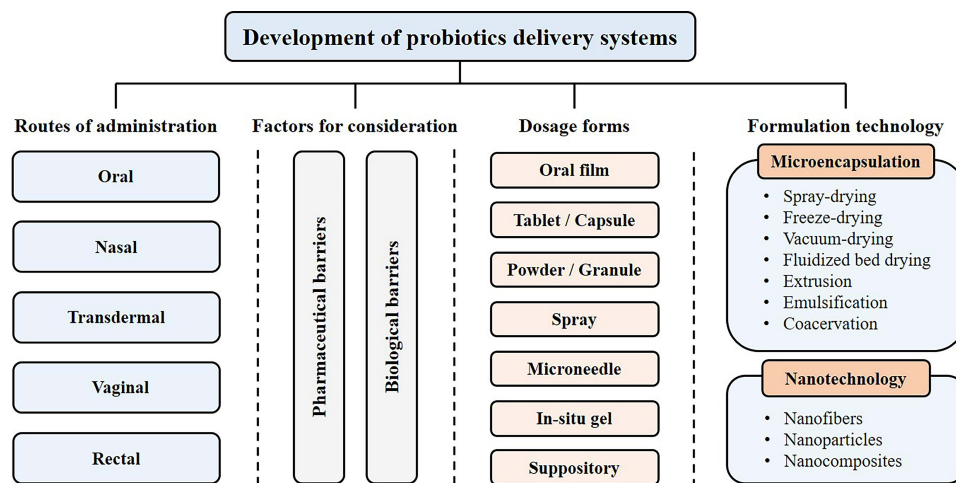 Development of probiotics delivery systems
Routes of administration
Oral
Nasal
Transdermal
Vaginal
Rectal
Factors for consideration
Pharmaceutical barriers
Biological barriers
Dosage forms
Oral film
Tablet / Capsule
Powder / Granule
Spray
Microneedle
In-situ gel
Suppository
Formulation technology
Microencapsulation
• Spray-drying
• Freeze-drying
• Vacuum-drying
• Fluidized bed drying
• Extrusion
• Emulsification
• Coacervation
Nanotechnology
• Nanofibers
• Nanoparticles
• Nanocomposites